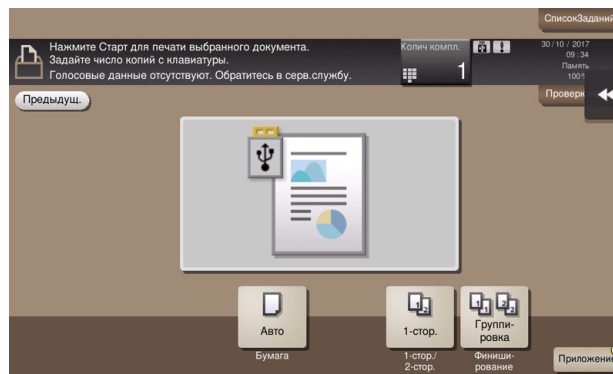 СписокЗаданий
Нажмите Старт для печати выбранного документа.
Задайте число копий с клавиатуры.
Голосовые данные отсутствуют. Обратитесь в серв.службу.
Колич компл.
1
30/10 / 2017
09 : 34
Память
100%
Предыдущ.
Авто
Бумага
1-стор.
1-стор./
2-стор.
Группи-
ровка
Финиши-
рование